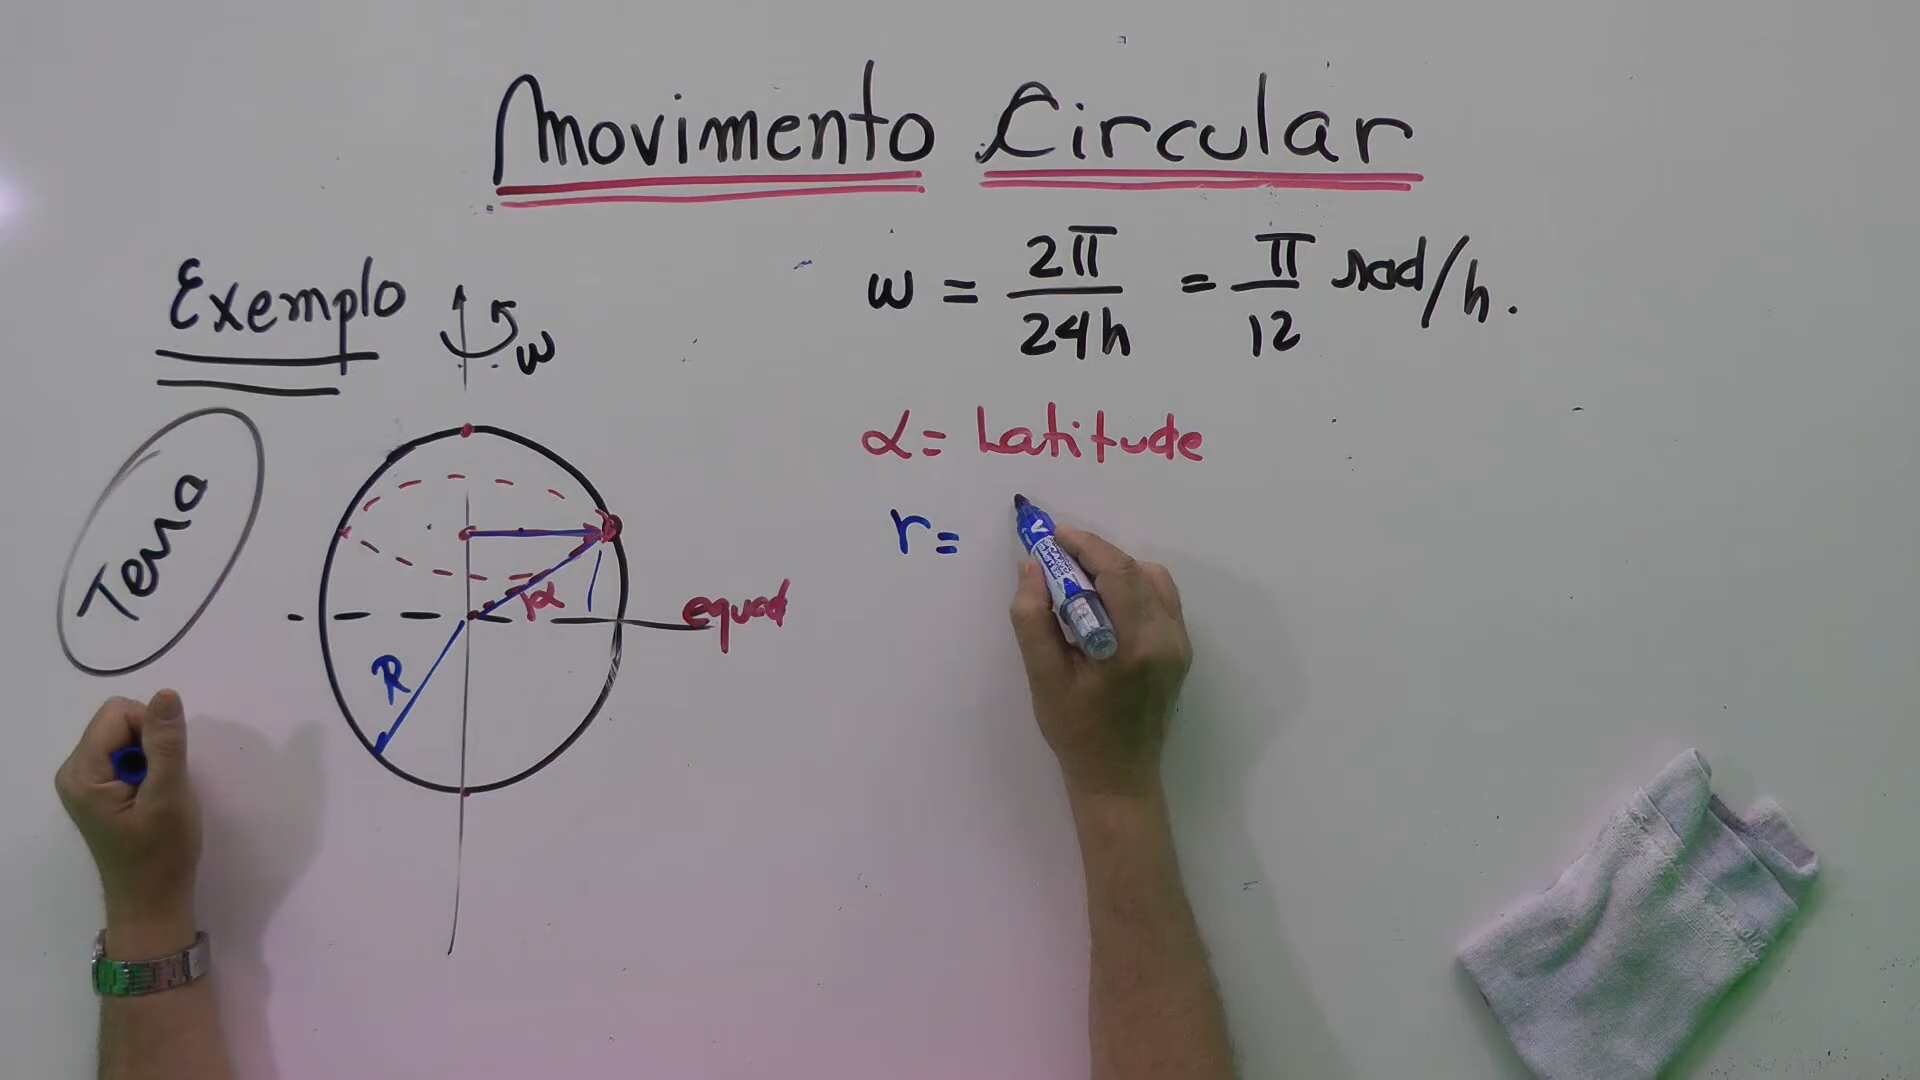 Movimento Circular
Exemplo
w
w = 2π/24h = π/12 rad/h.
Terra
α = Latitude
r =
α
equad
R